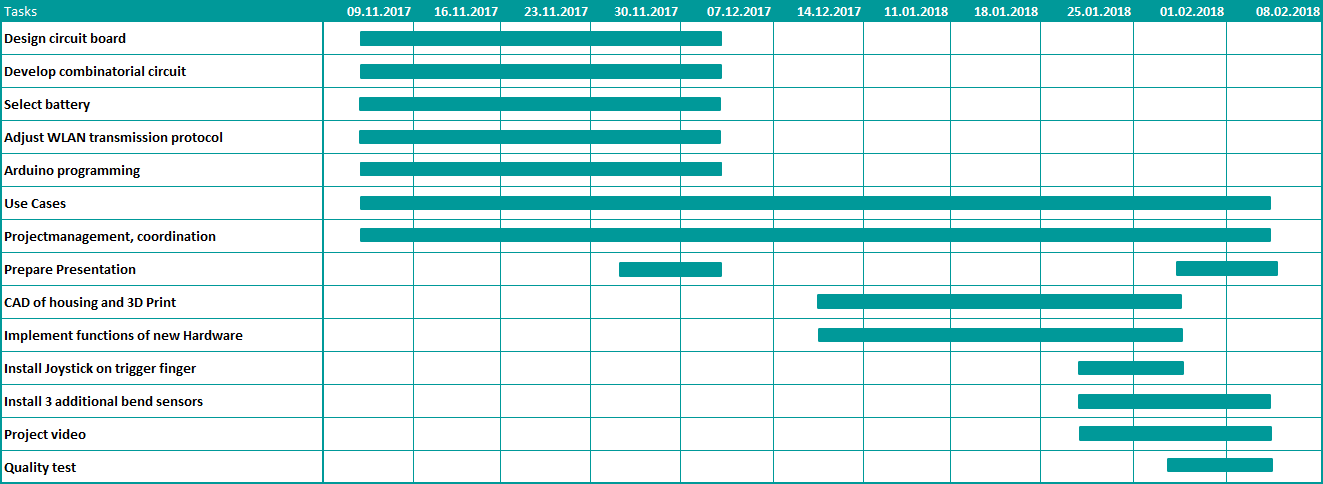 Tasks 09.11.2017 16.11.2017 23.11.2017 30.11.2017 07.12.2017 14.12.2017 11.01.2018 18.01.2018 25.01.2018 01.02.2018 08.02.2018
Design circuit board
Develop combinatorial circuit
Select battery
Adjust WLAN transmission protocol
Arduino programming
Use Cases
Projectmanagement, coordination
Prepare Presentation
CAD of housing and 3D Print
Implement functions of new Hardware
Install Joystick on trigger finger
Install 3 additional bend sensors
Project video
Quality test